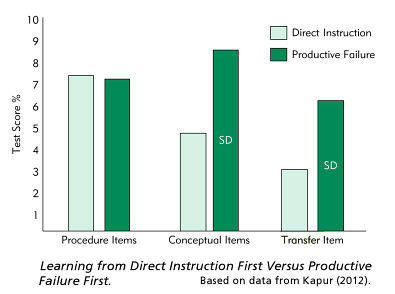 10
9
8
7
6
5
4
3
2
1
Test Score %
Direct Instruction
Productive Failure
SD
SD
Procedure Items
Conceptual Items
Transfer Item
Learning from Direct Instruction First Versus Productive
Failure First.
Based on data from Kapur (2012).